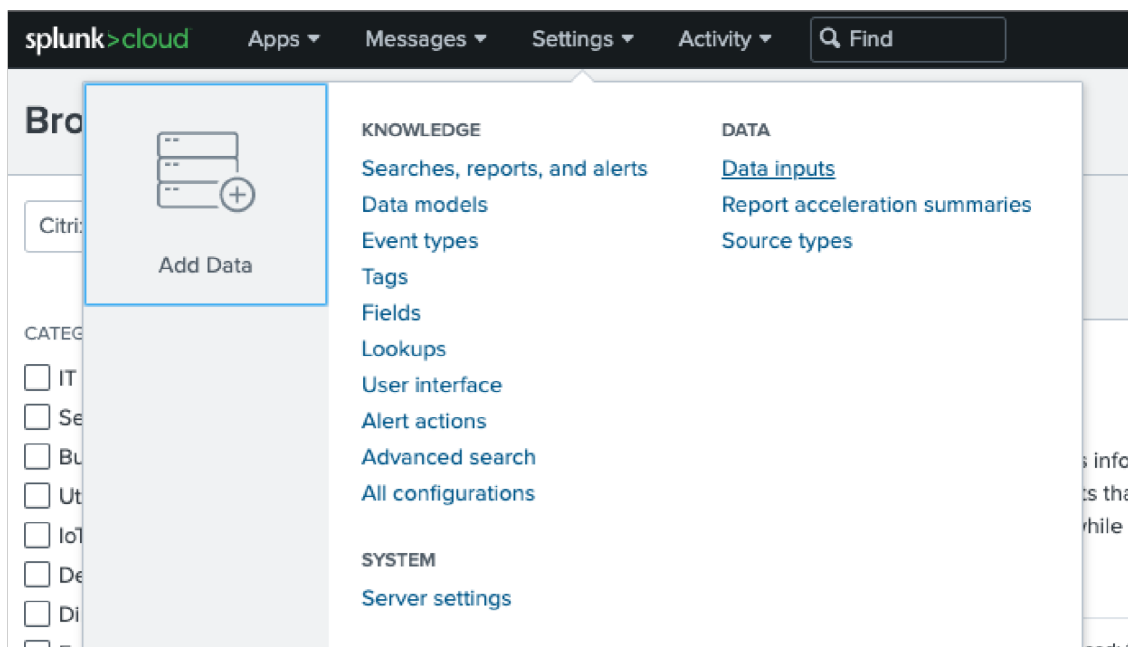 splunk>cloud Apps Messages Settings Activity Find
Add Data
KNOWLEDGE
Searches, reports, and alerts
Data models
Event types
Tags
Fields
Lookups
User interface
Alert actions
Advanced search
All configurations
SYSTEM
Server settings
DATA
Data inputs
Report acceleration summaries
Source types
IT